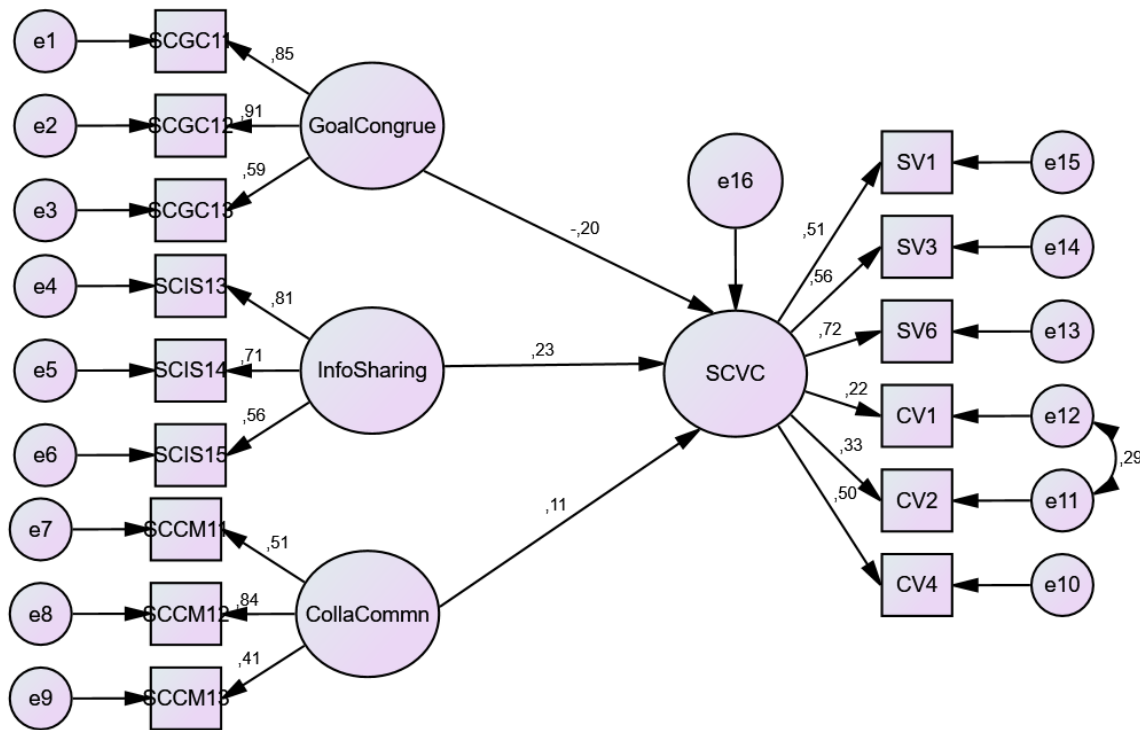 e1
SCGC11
,85
e2
SCGC12
,91
GoalCongrue
e3
SCGC13
,59
e4
SCIS13
,81
e5
SCIS14
,71
InfoSharing
e6
SCIS15
,56
e7
SCCM11
,51
e8
SCCM12
,84
CollaCommn
e9
SCCM13
,41
-,20
,23
,11
e16
SCVC
,51
SV1
e15
,56
SV3
e14
,72
SV6
e13
,22
CV1
e12
,33
CV2
e11
,29
,50
CV4
e10